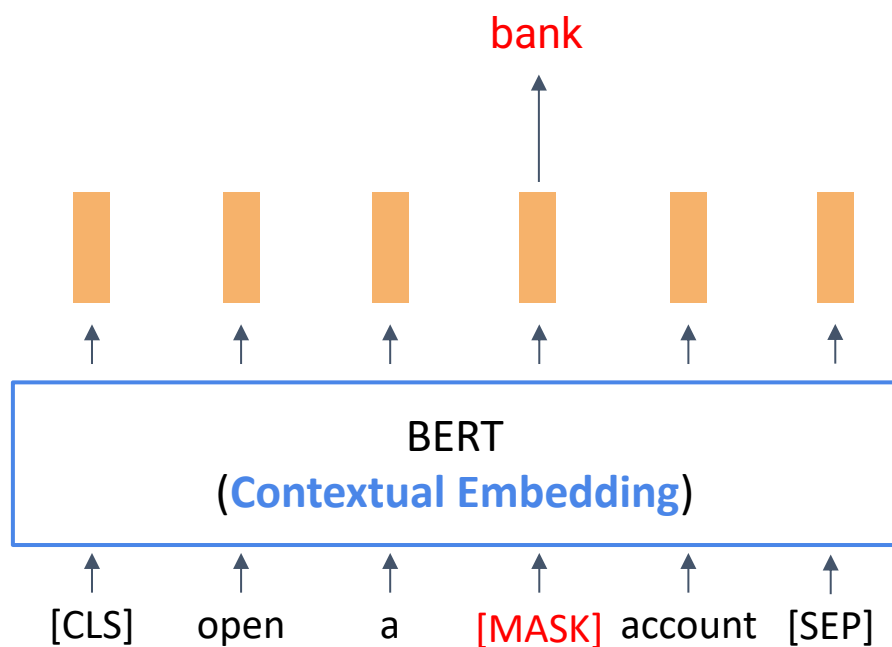 bank
BERT
(Contextual Embedding)
[CLS] open a [MASK] account [SEP]